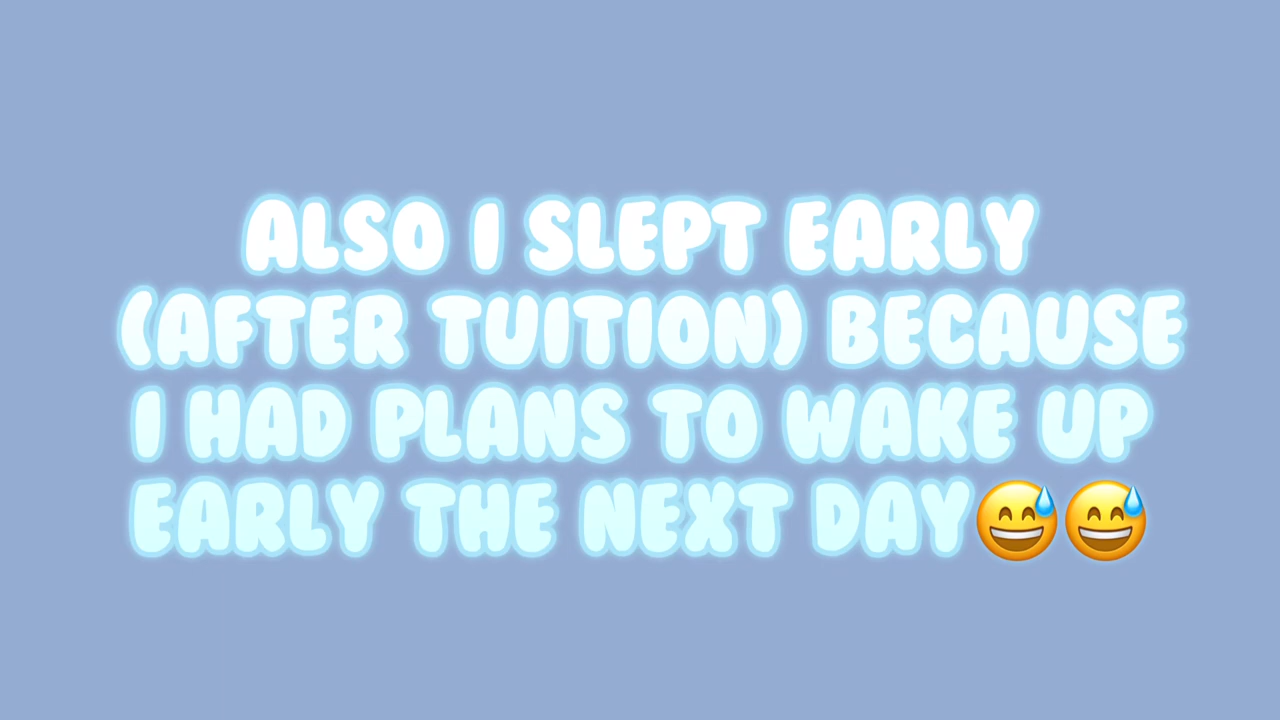 ALSO I SLEPT EARLY
(AFTER TUITION) BECAUSE
I HAD PLANS TO WAKE UP
EARLY THE NEXT DAY😅😅